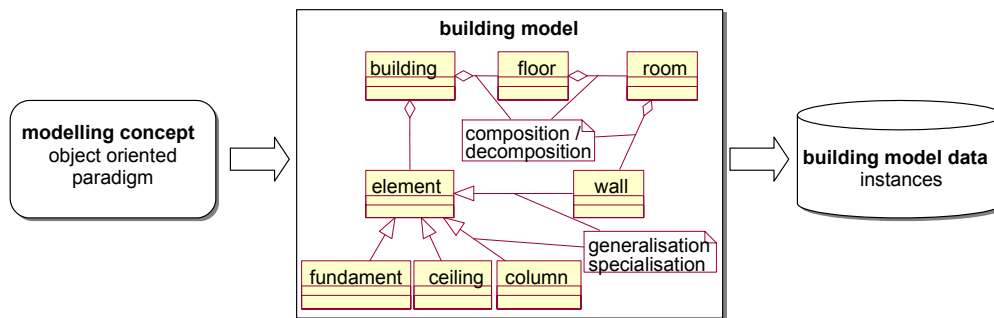 modelling concept
object oriented
paradigm
building model
building
floor
room
composition /
decomposition
element
wall
generalisation
specialisation
fundament
ceiling
column
building model data
instances